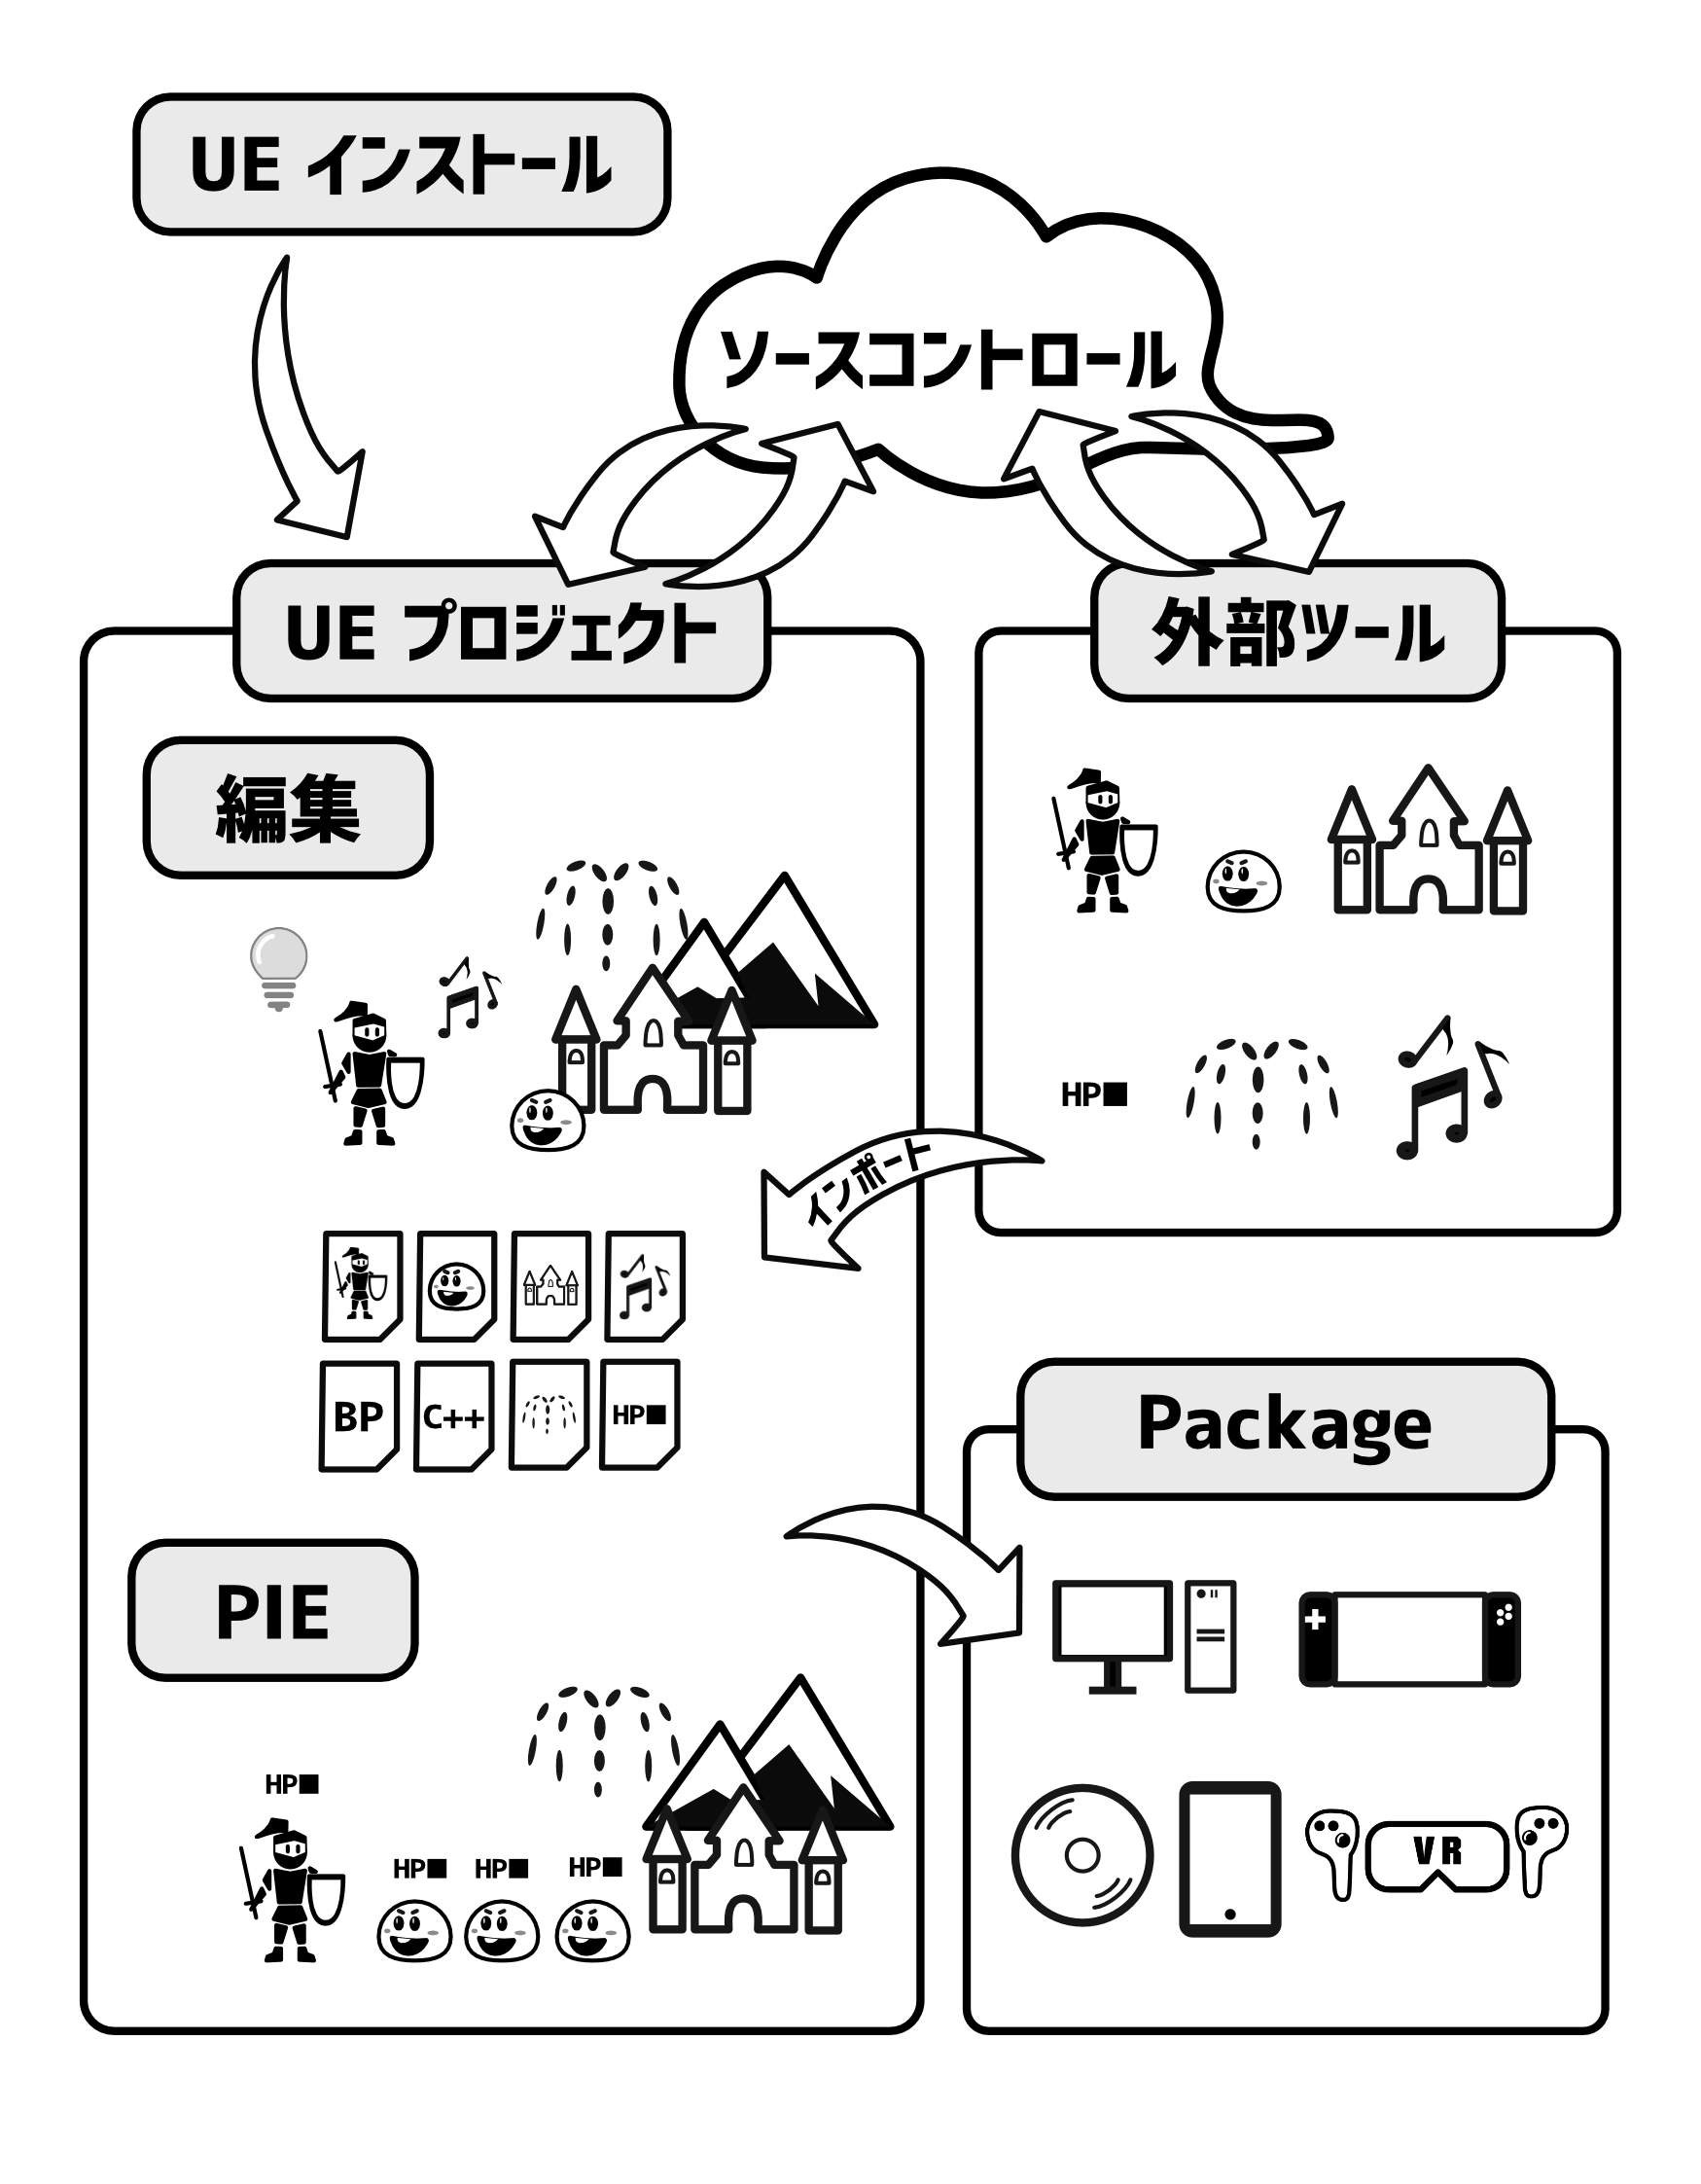 UE インストール
ソースコントロール
UE プロジェクト
外部ツール
編集
HP■
インポート
BP
C++
HP■
Package
PIE
HP■
HP■
HP■
HP■
VR